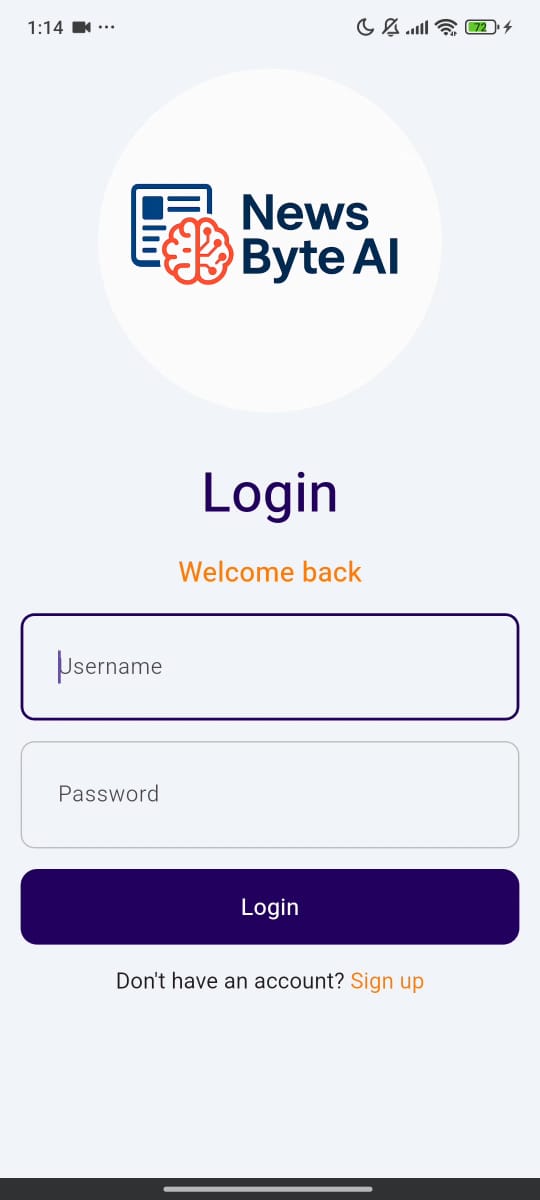 1:14
72
News
Byte AI
Login
Welcome back
Username
Password
Login
Don't have an account? Sign up